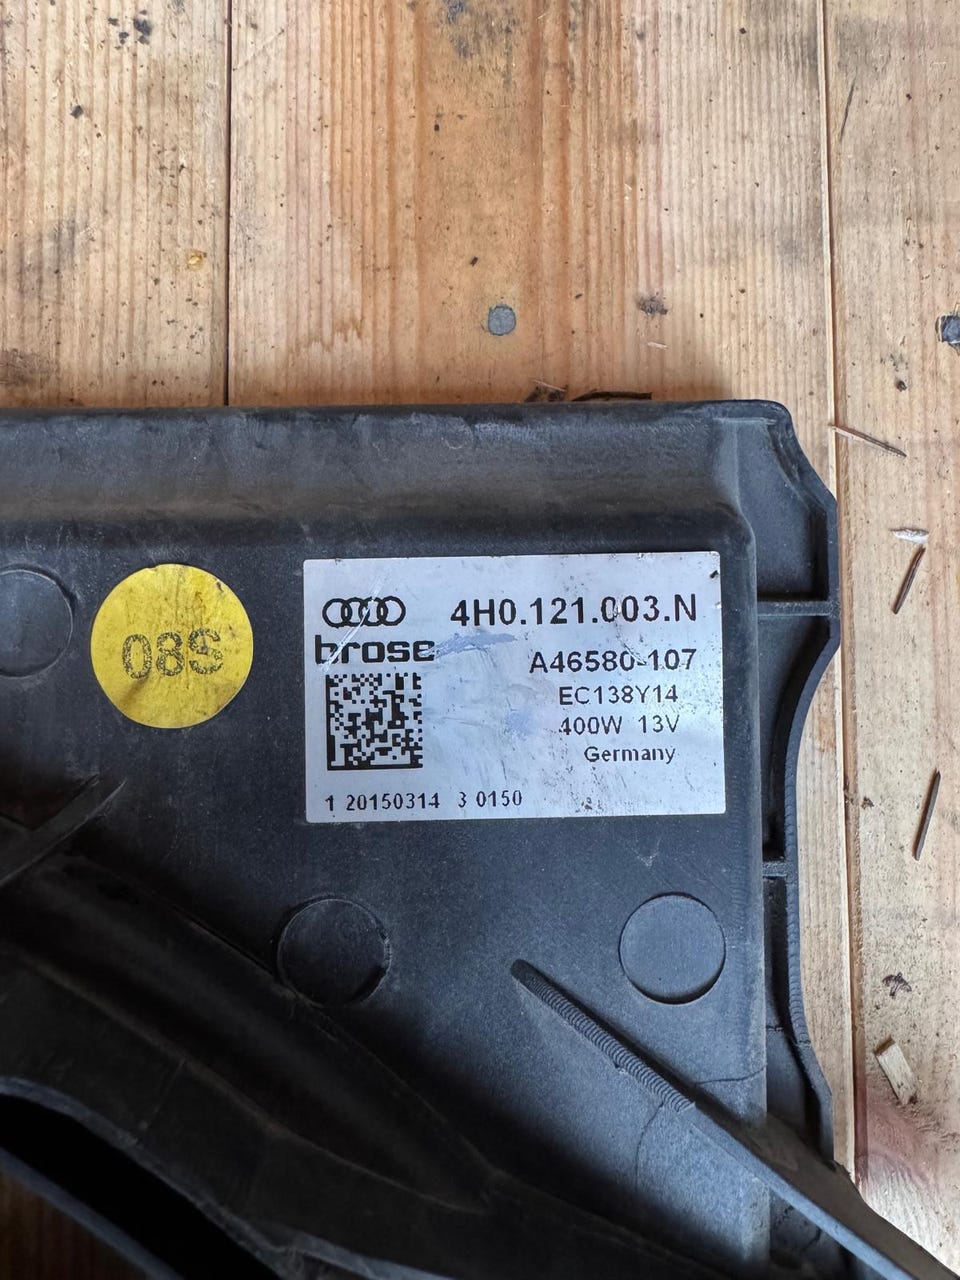 4H0.121.003.N
brose
A46580-107
EC138Y14
400W 13V
Germany
1 20150314 3 0150
08S